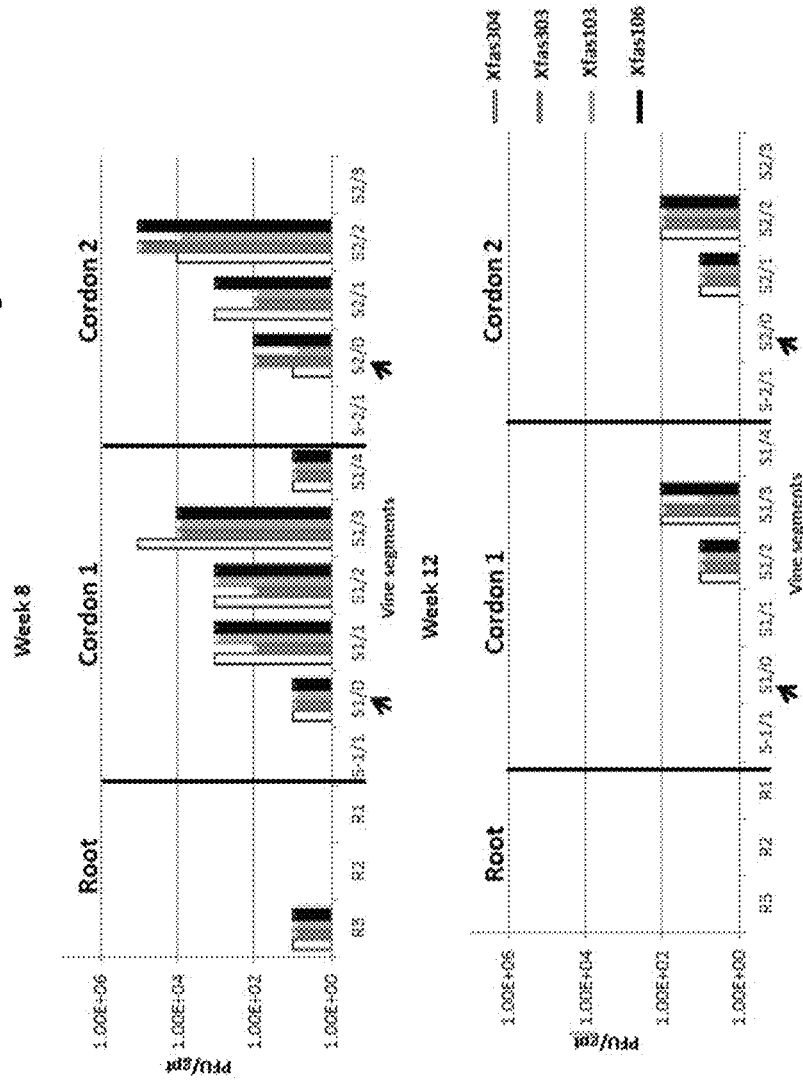 Week 8
Root
Cordon 1
Cordon 2
1.00E+06
1.00E+04
1.00E+02
1.00E+00
PFU/gpt
R3 R2 R1 S-1/1 S1/0 S1/1 S1/2 S1/3 S1/4 S-2/1 S2/0 S2/1 S2/2 S2/3
Vine segments
Week 12
Root
Cordon 1
Cordon 2
1.00E+06
1.00E+04
1.00E+02
1.00E+00
PFU/gpt
R3 R2 R1 S-1/1 S1/0 S1/1 S1/2 S1/3 S1/4 S-2/1 S2/0 S2/1 S2/2 S2/3
Vine segments
Xfas304
Xfas303
Xfas103
Xfas106